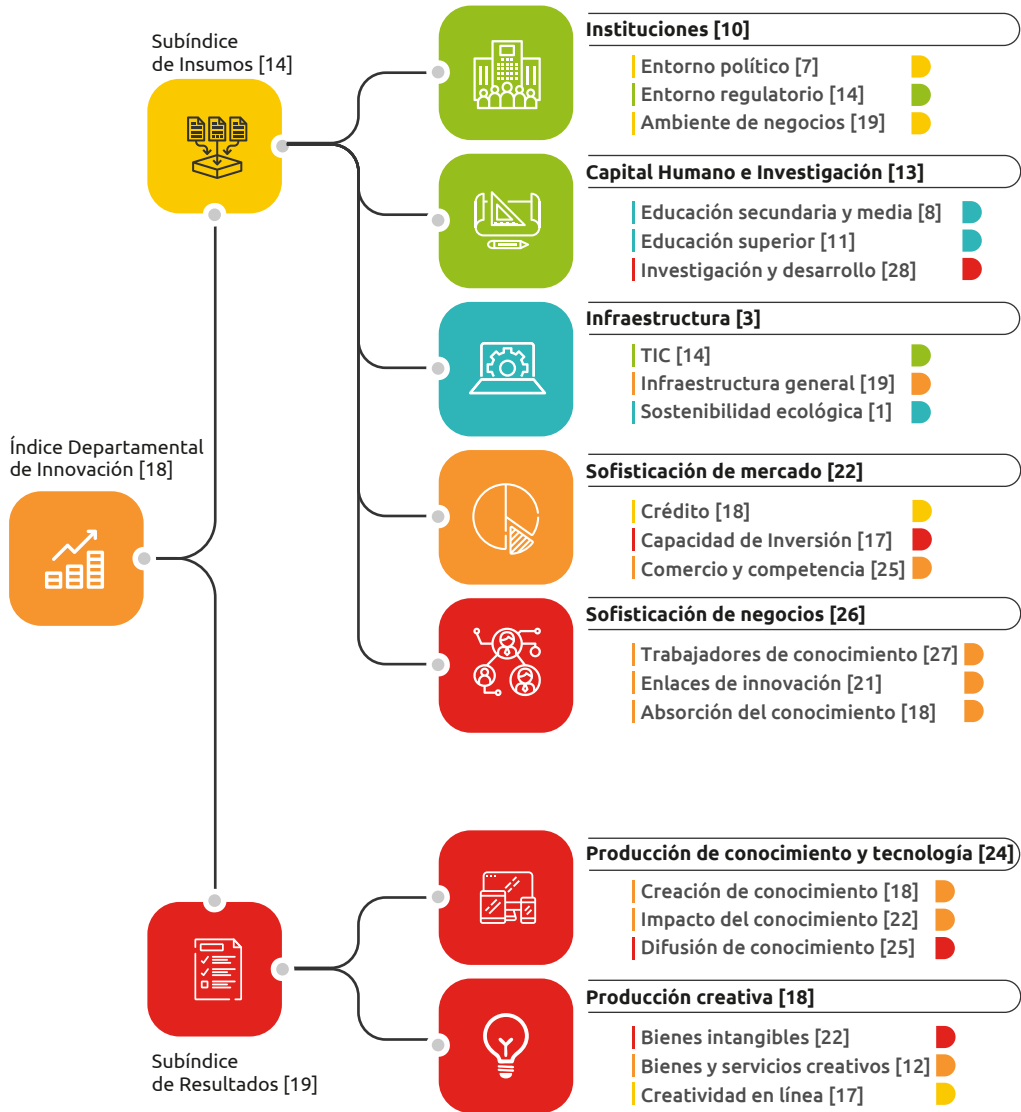 Subíndice
de Insumos [14]
Instituciones [10]
Entorno político [7]
Entorno regulatorio [14]
Ambiente de negocios [19]
Capital Humano e Investigación [13]
Educación secundaria y media [8]
Educación superior [11]
Investigación y desarrollo [28]
Infraestructura [3]
TIC [14]
Infraestructura general [19]
Sostenibilidad ecológica [1]
Índice Departamental
de Innovación [18]
Sofisticación de mercado [22]
Crédito [18]
Capacidad de Inversión [17]
Comercio y competencia [25]
Sofisticación de negocios [26]
Trabajadores de conocimiento [27]
Enlaces de innovación [21]
Absorción del conocimiento [18]
Producción de conocimiento y tecnología [24]
Creación de conocimiento [18]
Impacto del conocimiento [22]
Difusión de conocimiento [25]
Producción creativa [18]
Bienes intangibles [22]
Bienes y servicios creativos [12]
Creatividad en línea [17]
Subíndice
de Resultados [19]